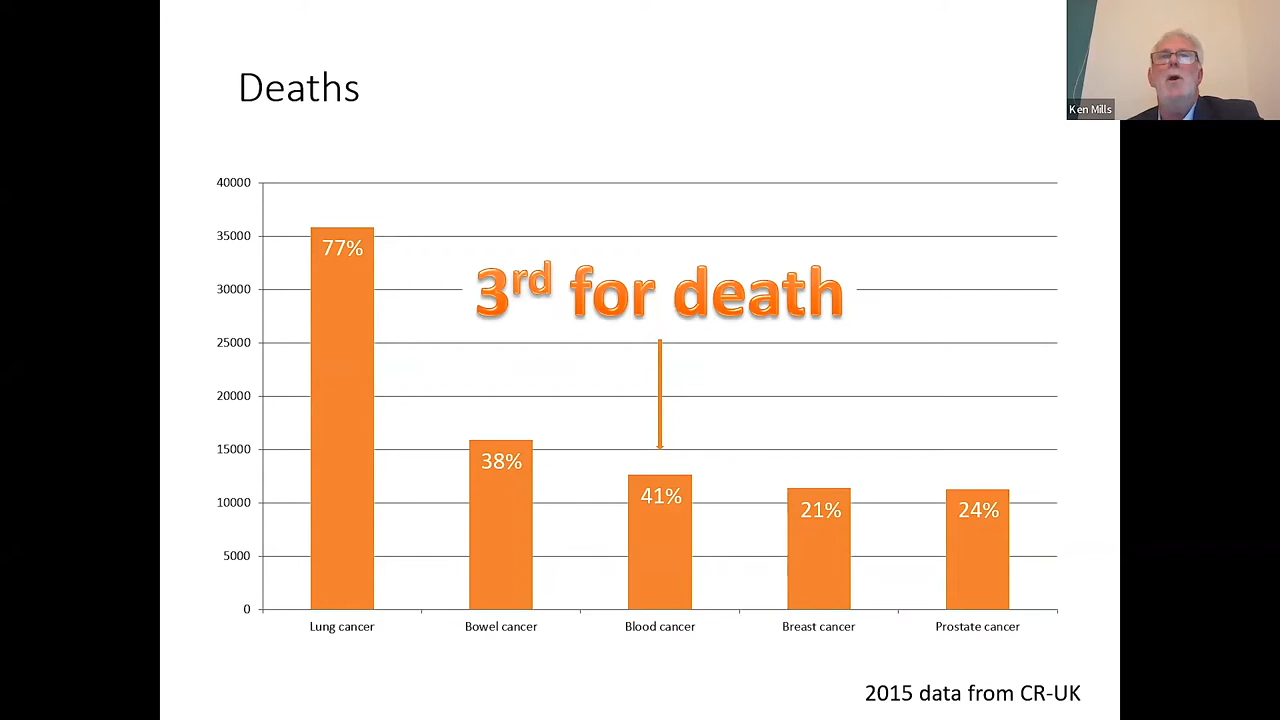 Deaths
Ken Mills
40000
35000
30000
25000
20000
15000
10000
5000
0
77%
38%
41%
21%
24%
3rd for death
Lung cancer
Bowel cancer
Blood cancer
Breast cancer
Prostate cancer
2015 data from CR-UK